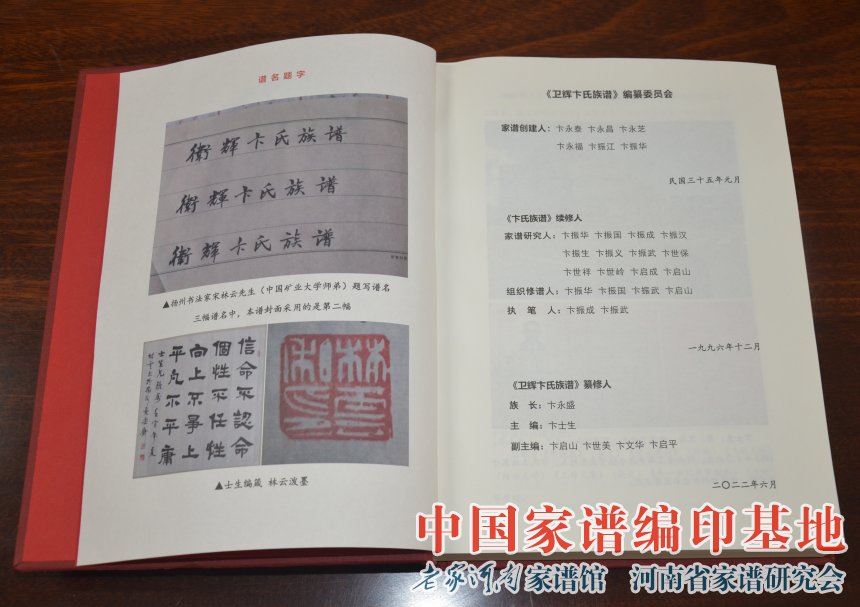 谱名题字
衛輝卞氏族譜
衛輝卞氏族譜
衛輝卞氏族譜
▲扬州书法家宋林云先生（中国矿业大学师弟）题写谱名
三幅谱名中，本谱封面采用的是第二幅
信命不認命
個性不任性
向上不爭上
平凡不平庸
▲士生编箴 林云泼墨
《卫辉卞氏族谱》编纂委员会
家谱创建人：卞永泰 卞永昌 卞永芝
卞永福 卞振江 卞振华
民国三十五年元月
《卞氏族谱》续修人
家谱研究人：卞振华 卞振国 卞振成 卞振汉
卞振生 卞振义 卞振武 卞世保
卞世祥 卞世岭 卞启成 卞启山
组织修谱人：卞振华 卞振国 卞振武 卞启山
执笔人：卞振成 卞振武
一九九六年十二月
《卫辉卞氏族谱》纂修人
族长：卞永盛
主编：卞士生
副主编：卞启山 卞世美 卞文华 卞启平
二〇二二年六月
中国家谱编印基地
老家河南家谱馆 河南省家谱研究会